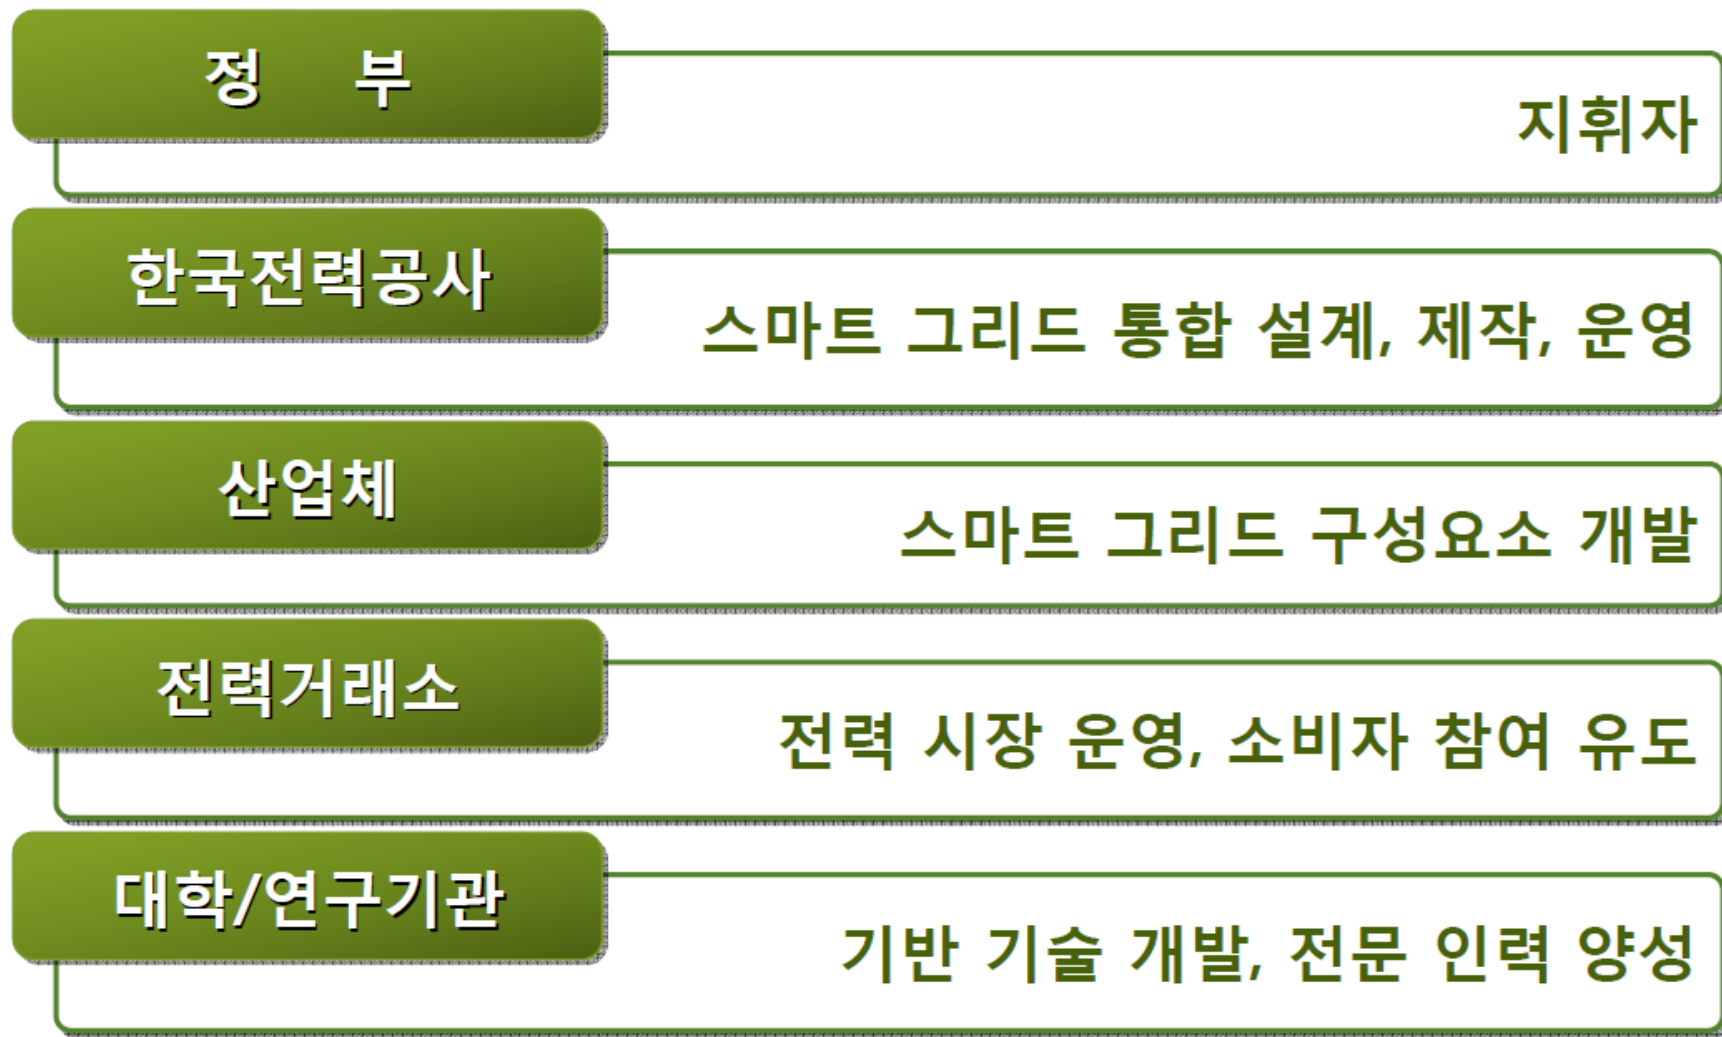 정 부
지휘자
한국전력공사
스마트 그리드 통합 설계, 제작, 운영
산업체
스마트 그리드 구성요소 개발
전력거래소
전력 시장 운영, 소비자 참여 유도
대학/연구기관
기반 기술 개발, 전문 인력 양성